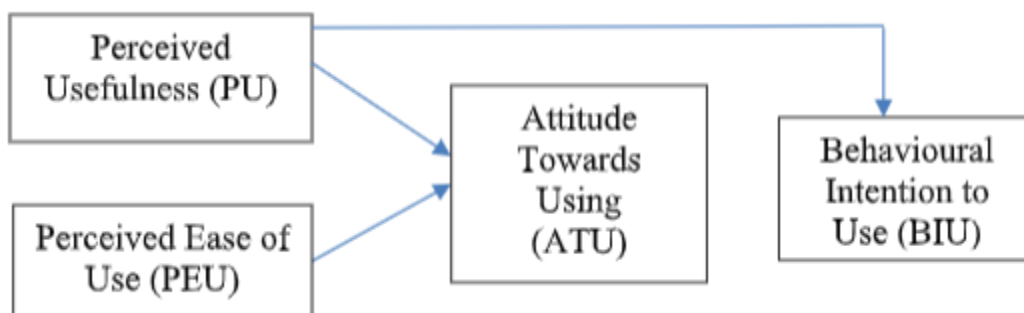 Perceived
Usefulness (PU)
Perceived Ease of
Use (PEU)
Attitude
Towards
Using
(ATU)
Behavioural
Intention to
Use (BIU)